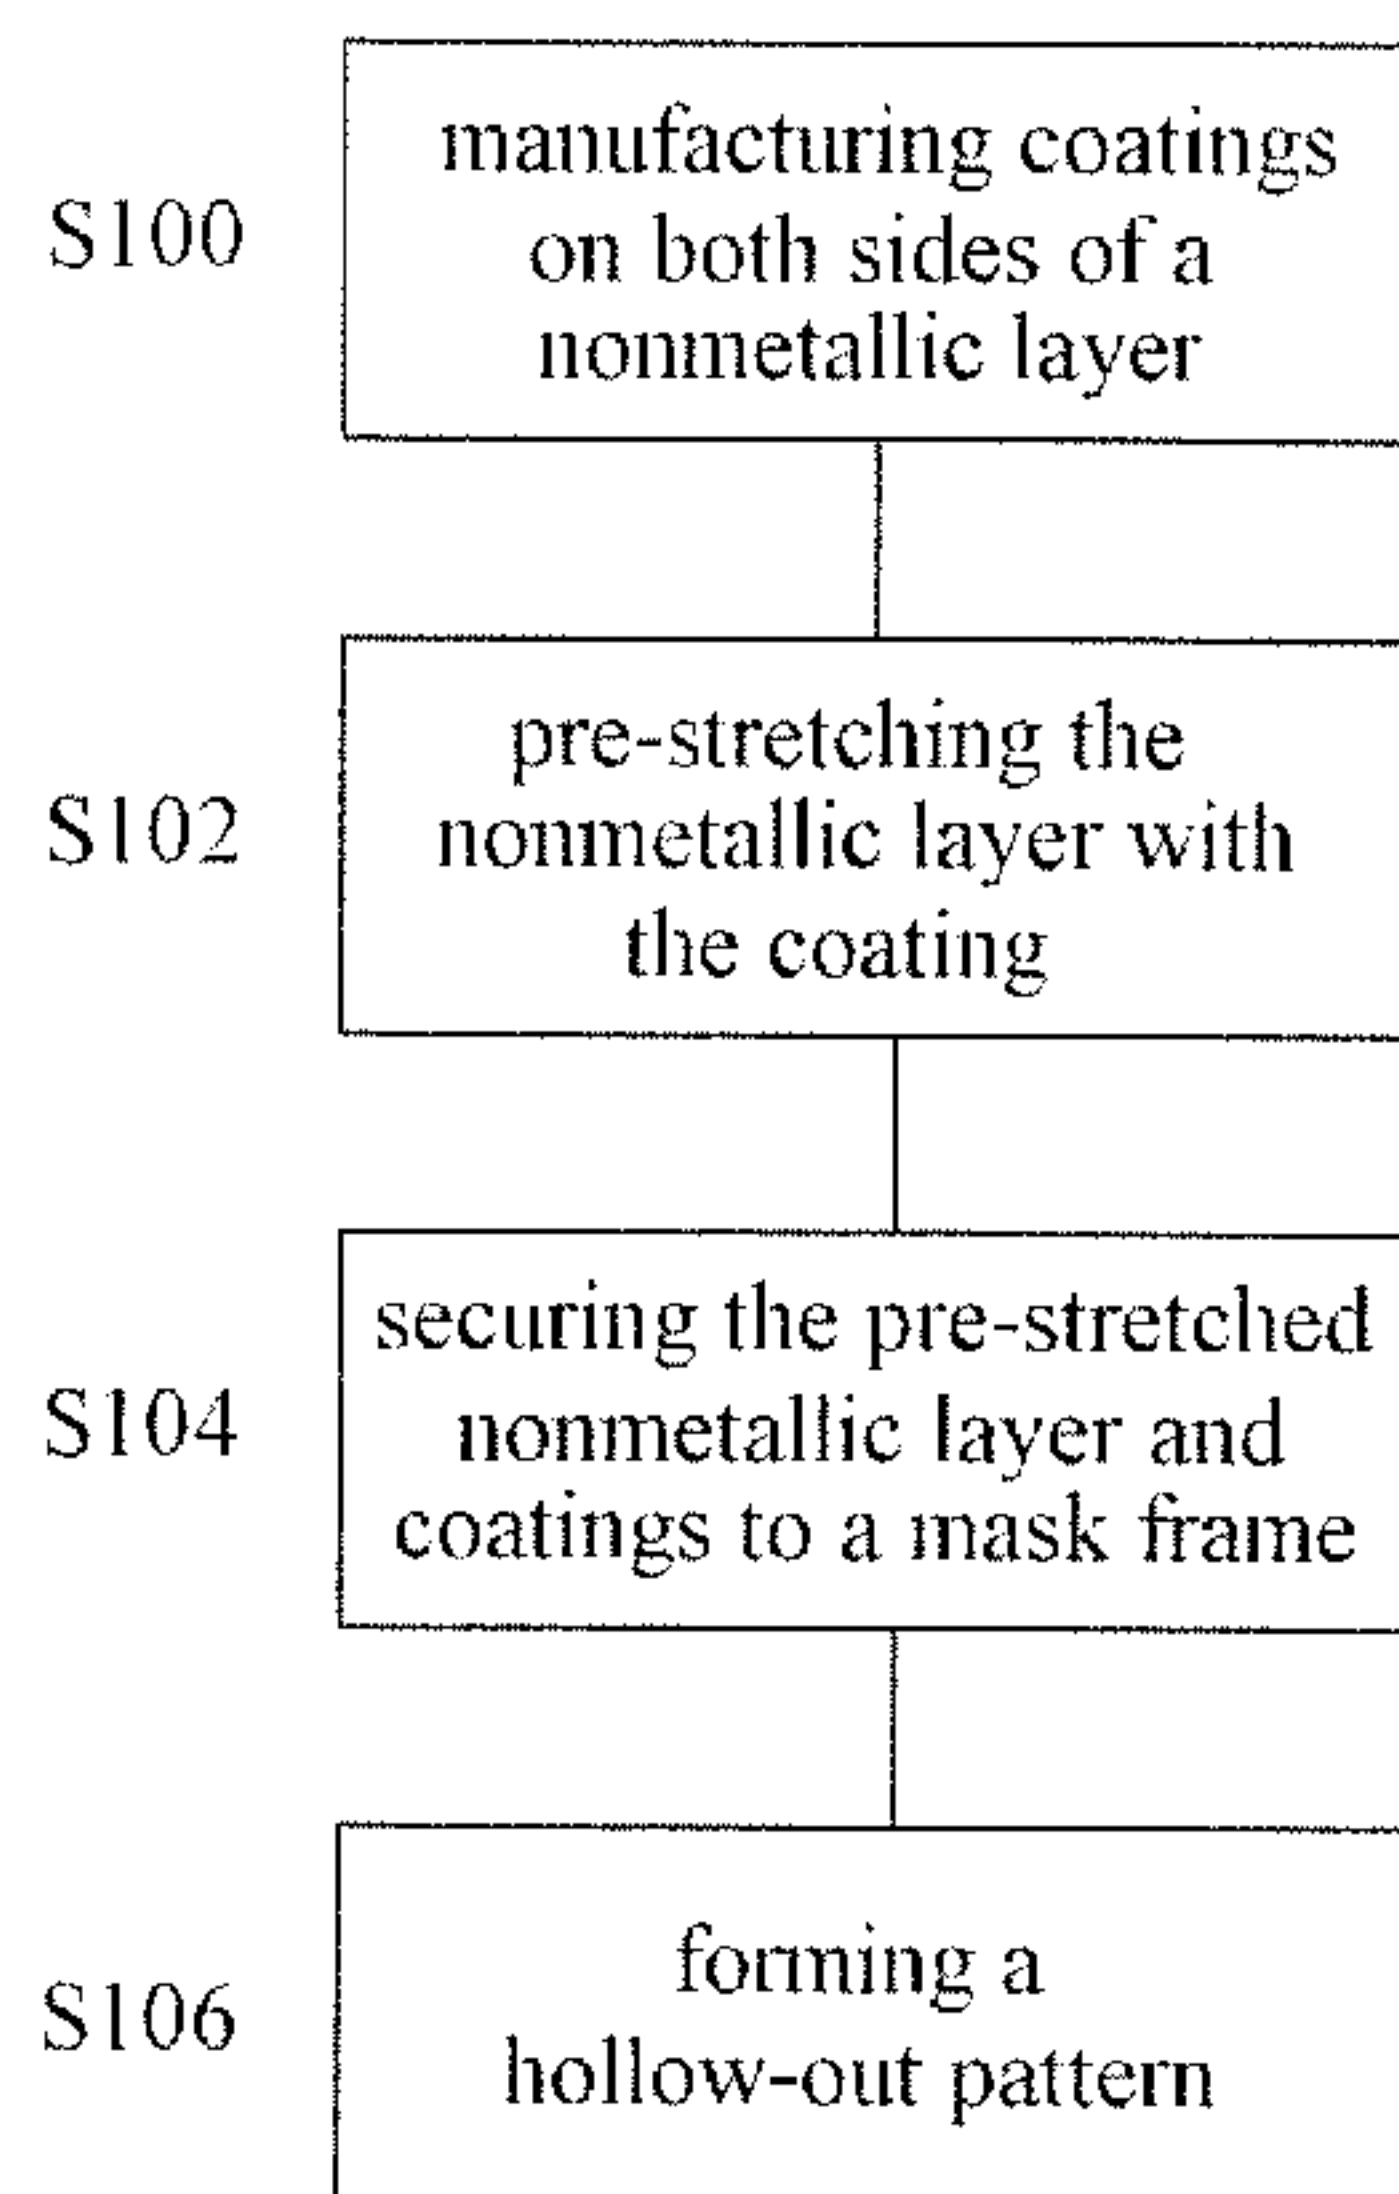 S100
manufacturing coatings
on both sides of a
nonmetallic layer
S102
pre-stretching the
nonmetallic layer with
the coating
S104
securing the pre-stretched
nonmetallic layer and
coatings to a mask frame
S106
forming a
hollow-out pattern